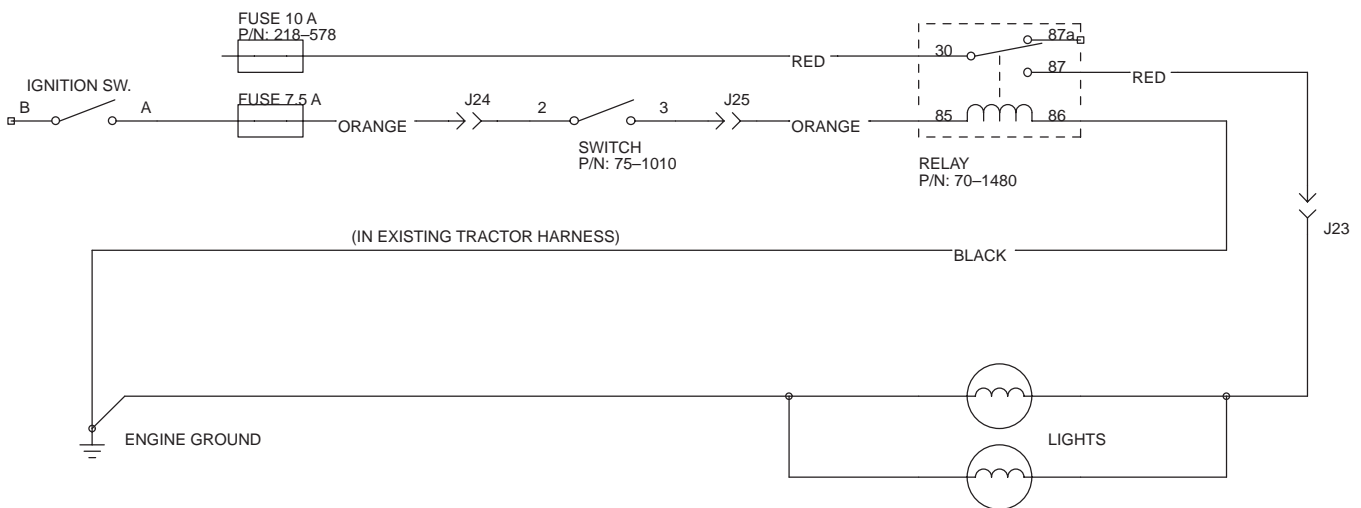 FUSE 10 A
P/N: 218–578
87a
30
RED
87
RED
IGNITION SW.
B
A
FUSE 7.5 A
ORANGE
J24
2
3
J25
ORANGE
85
86
SWITCH
P/N: 75–1010
RELAY
P/N: 70–1480
J23
(IN EXISTING TRACTOR HARNESS)
BLACK
ENGINE GROUND
LIGHTS